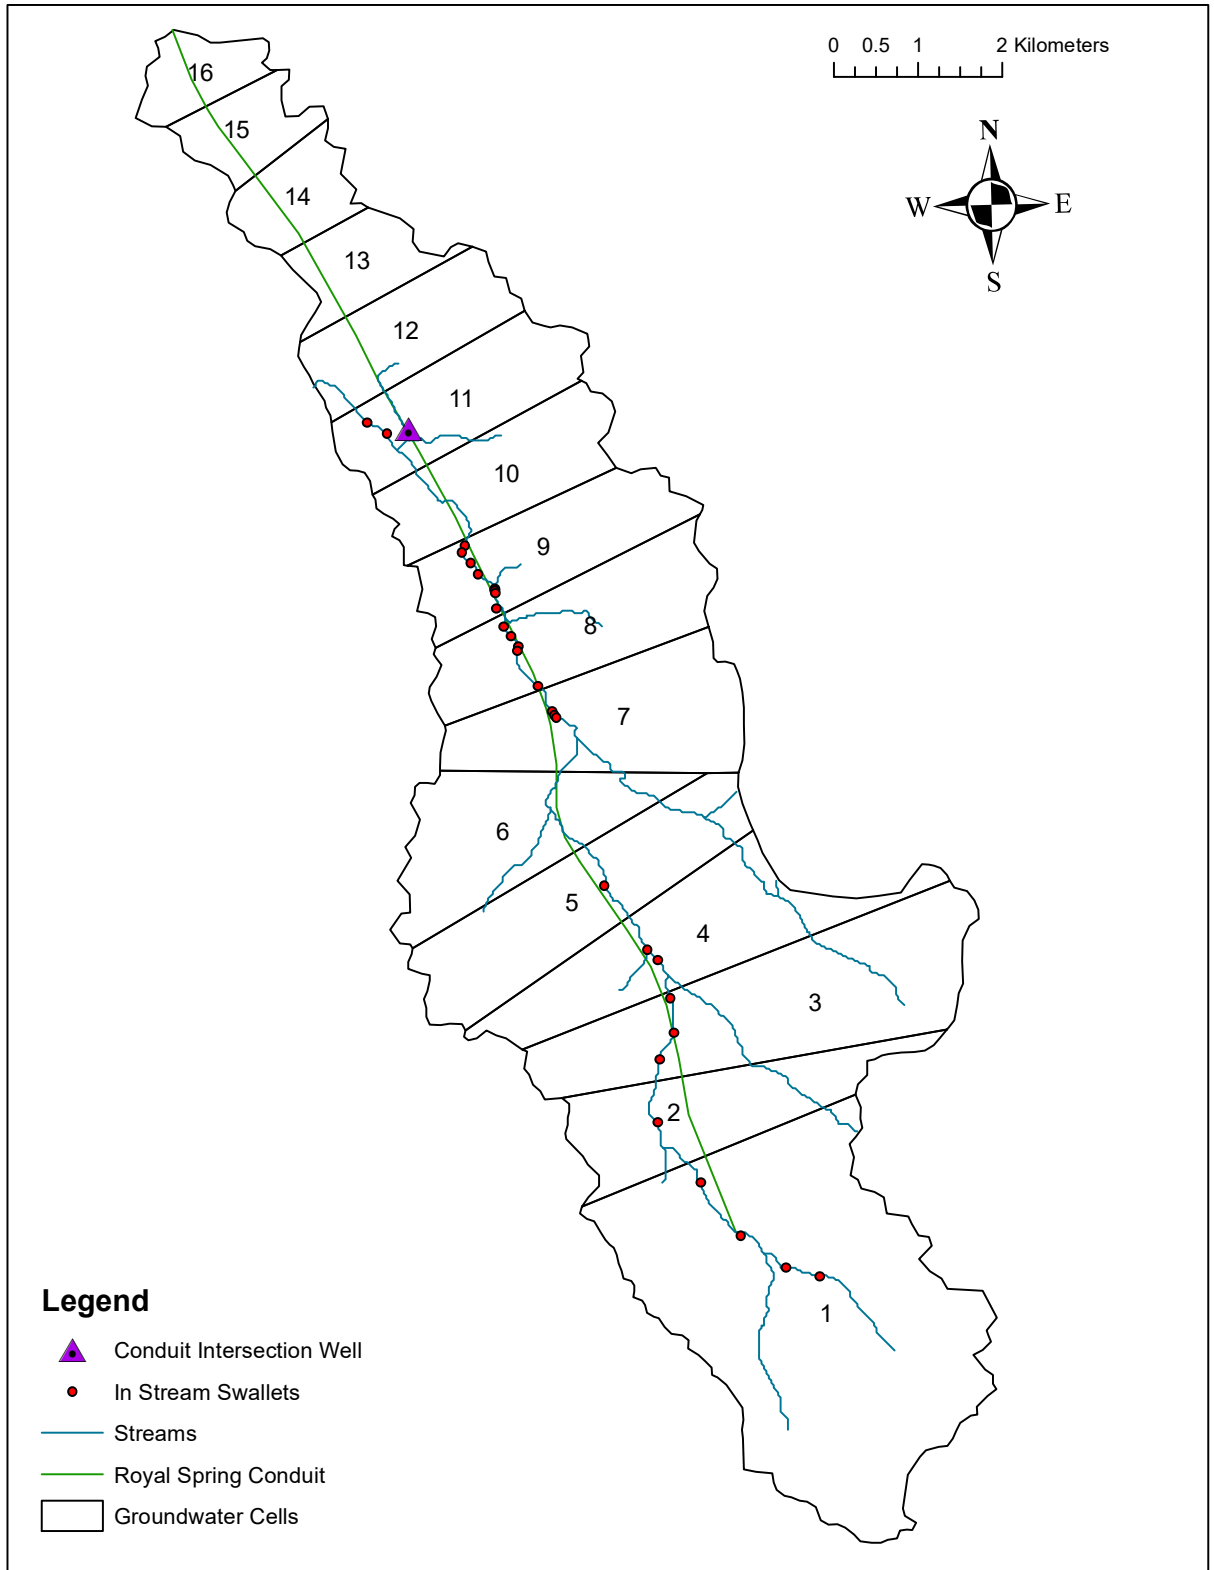 0 0.5 1 2 Kilometers
N
W E
S
16
15
14
13
12
11
10
9
8
7
6
5
4
3
2
1
Legend
Conduit Intersection Well
In Stream Swallets
Streams
Royal Spring Conduit
Groundwater Cells